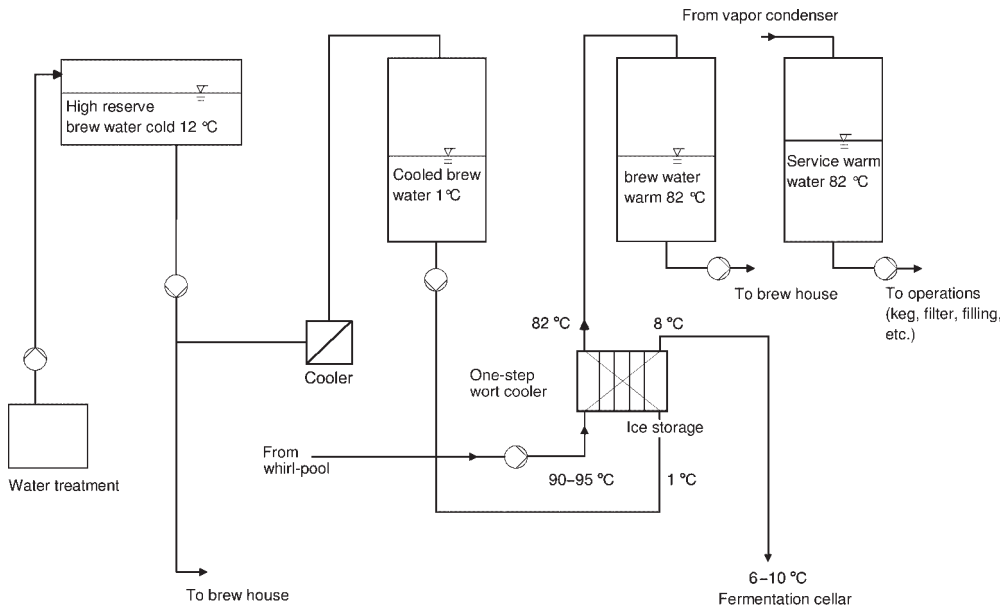 From vapor condenser
High reserve
brew water cold 12 °C
Cooled brew
water 1°C
brew water
warm 82 °C
Service warm
water 82 °C
To brew house
To operations
(keg, filter, filling,
etc.)
82 °C
8 °C
Cooler
One-step
wort cooler
Ice storage
From
whirl-pool
90–95 °C
1 °C
Water treatment
6–10 °C
Fermentation cellar
To brew house